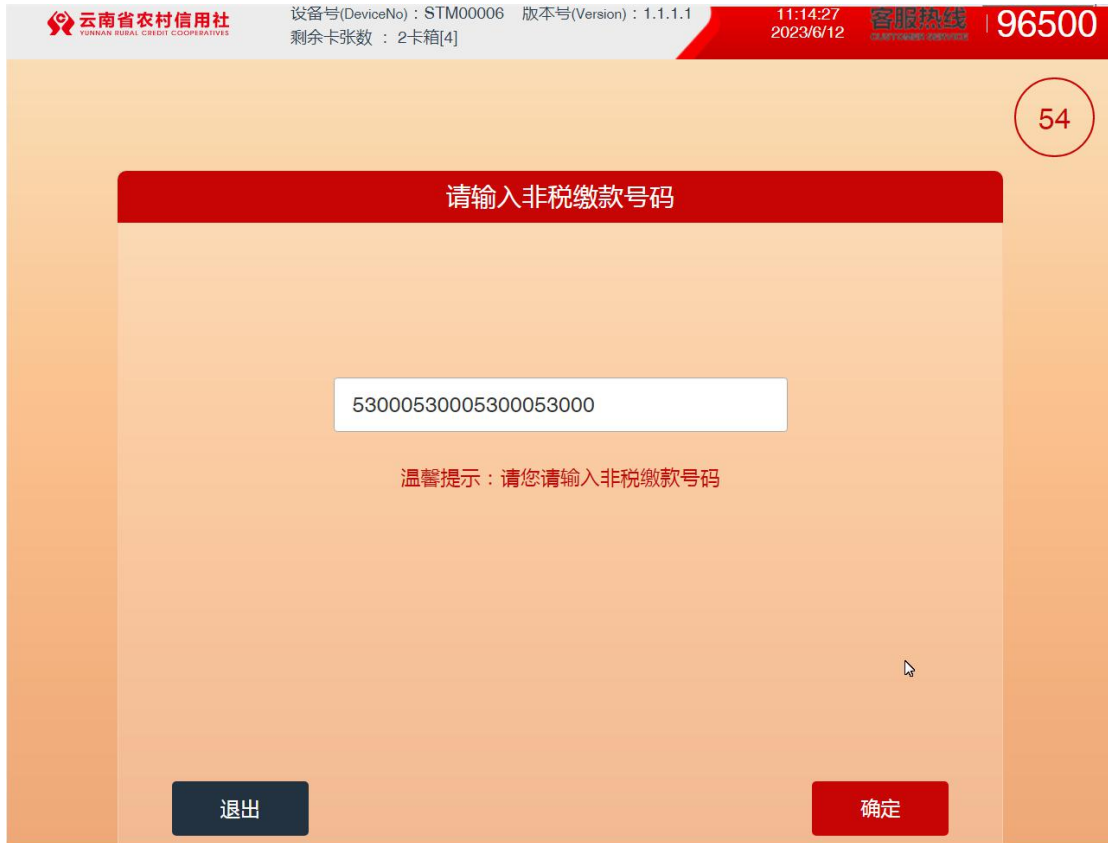 云南省农村信用社
YUNNAN RURAL CREDIT COOPERATIVES
设备号(DeviceNo)：STM00006 版本号(Version)：1.1.1.1
剩余卡张数 ：2卡箱[4]
11:14:27
2023/6/12
客服热线
CUSTOMER SERVICE
96500
54
请输入非税缴款号码
53000530005300053000
温馨提示：请您请输入非税缴款号码
退出
确定